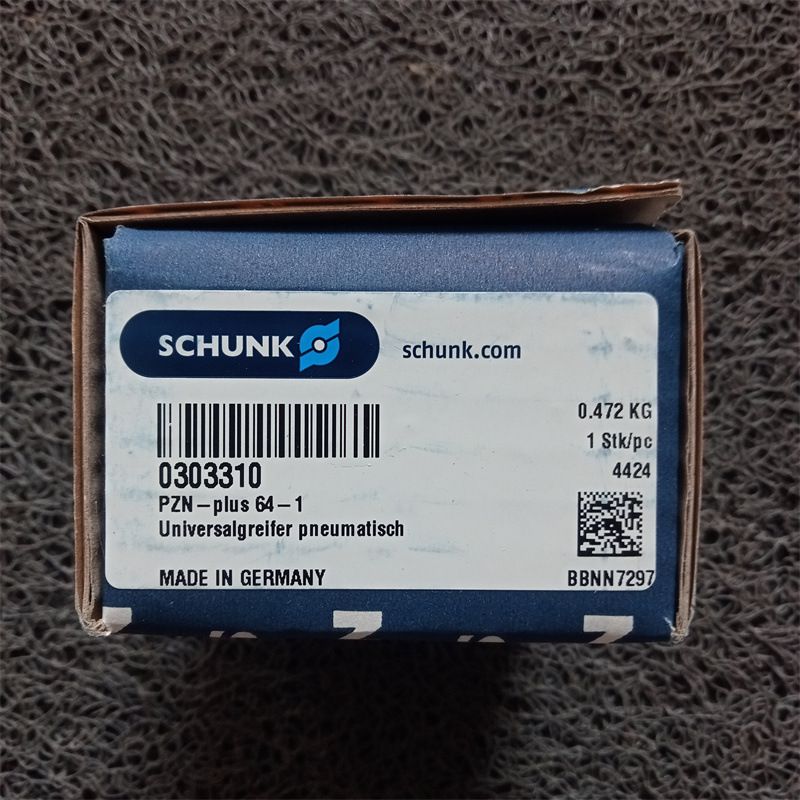 SCHUNK
schunk.com
0.472 KG
1 Stk/pc
4424
0303310
PZN-plus 64-1
Universalgreifer pneumatisch
MADE IN GERMANY
BBNN7297